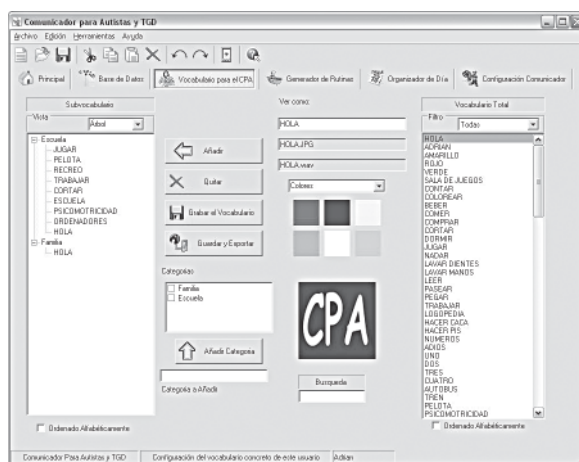 Comunicador para Autistas y TGD
Archivo Edición Herramientas Ayuda
Principal Base de Datos Vocabulario para el CPA Generador de Rutinas Organizador de Día Configuración Comunicador
Subvocabulario
Vista
Árbol
Escuela
JUGAR
PELOTA
RECREO
TRABAJAR
CORTAR
ESCUELA
PSICOMOTRICIDAD
ORDENADORES
HOLA
Familia
HOLA
Ordenado Alfabéticamente
Añadir
Quitar
Grabar el Vocabulario
Guardar y Exportar
Categorías
Familia
Escuela
Añadir Categoría
Categoría a Añadir
Ver como:
HOLA
HOLA.JPG
HOLA.wav
Colores
CPA
Busqueda
Vocabulario Total
Filtro
Todas
HOLA
ADRIAN
AMARILLO
ROJO
VERDE
SALA DE JUEGOS
CONTAR
COLOREAR
BEBER
COMER
COMPRAR
CORTAR
DORMIR
JUGAR
NADAR
LAVAR DIENTES
LAVAR MANOS
LEER
PASEAR
PEGAR
TRABAJAR
LOGOPEDIA
HACER CACA
HACER PIS
NUMEROS
ADIOS
UNO
DOS
TRES
CUATRO
AUTOBUS
TREN
PELOTA
PSICOMOTRICIDAD
Ordenado Alfabéticamente
Comunicador Para Autistas y TGD Configuración del vocabulario concreto de este usuario Adrian